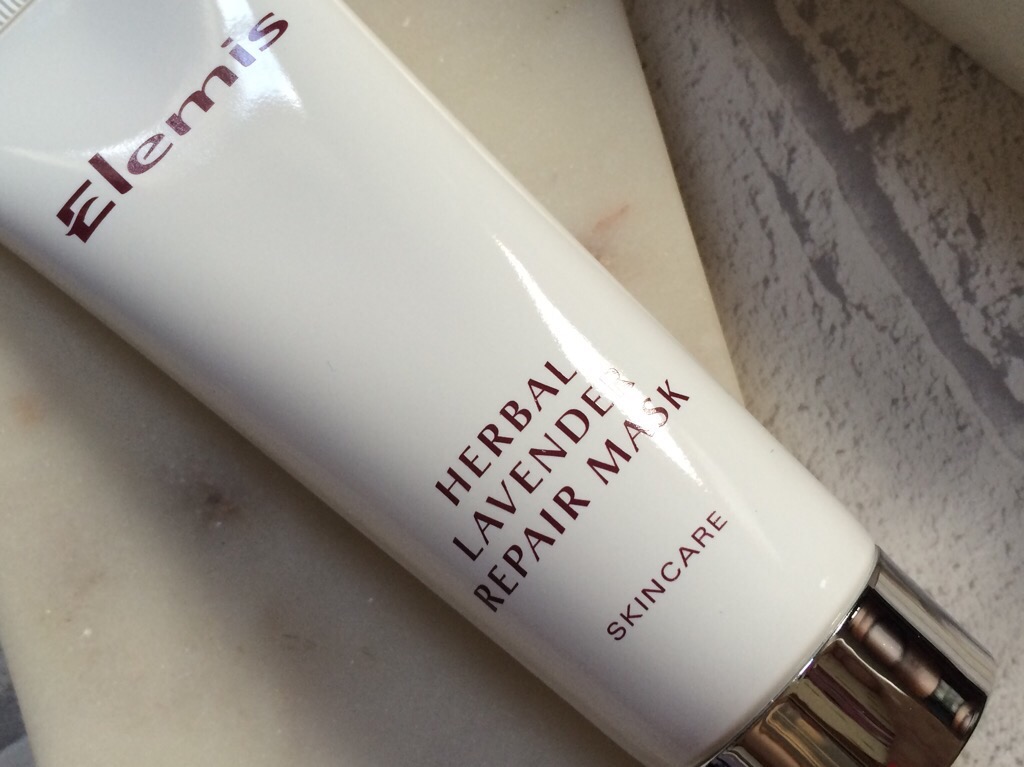 Elemis
HERBAL
LAVENDER
REPAIR MASK
SKINCARE